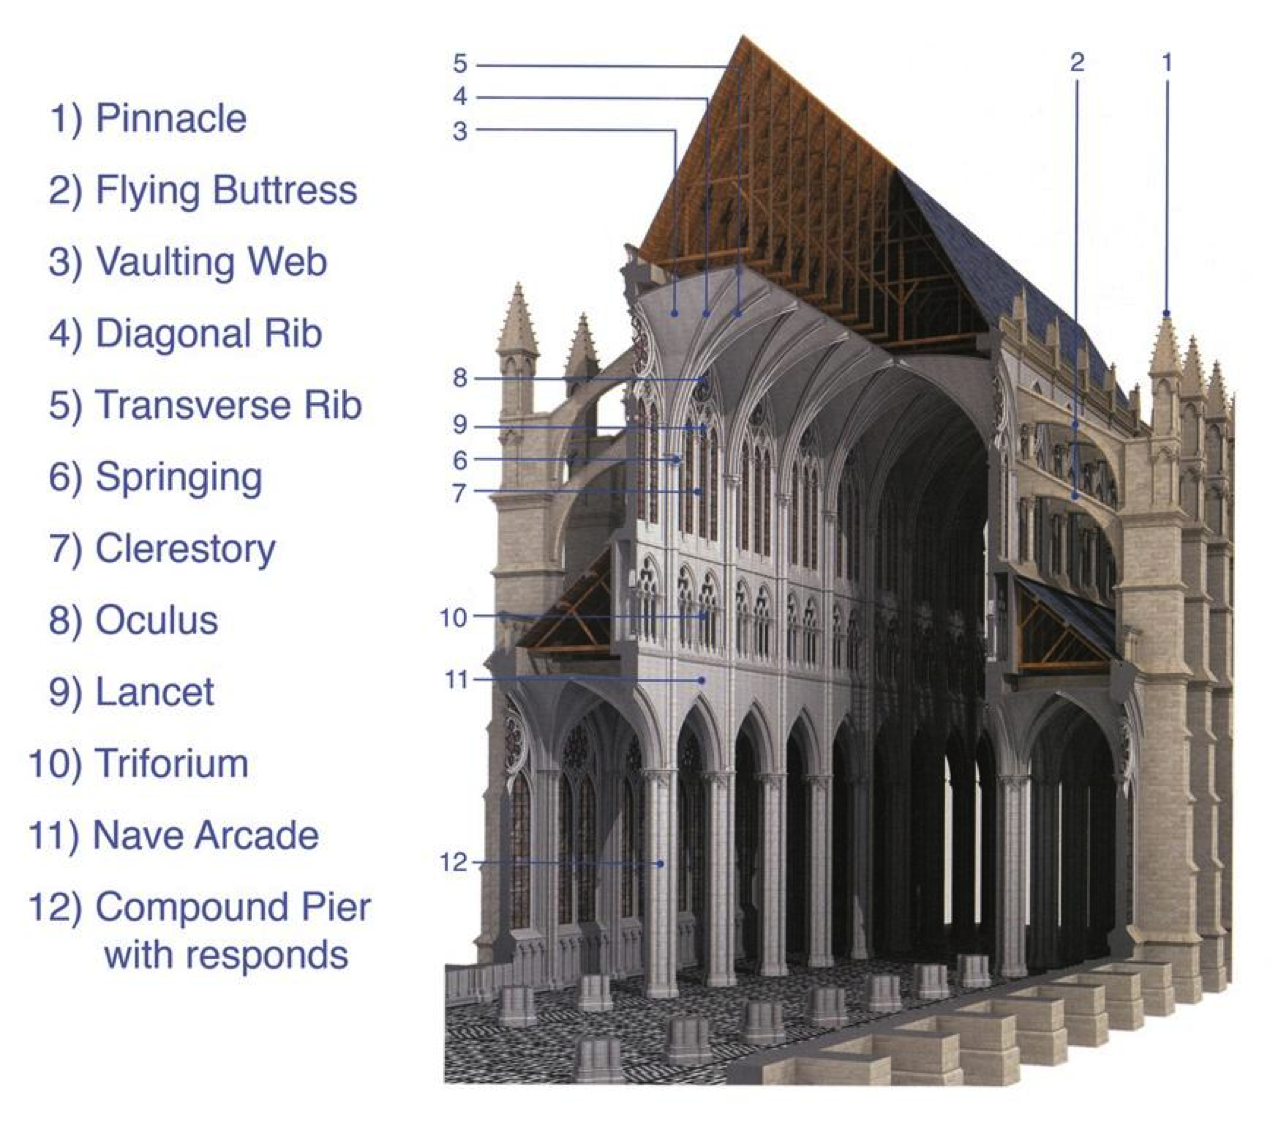 1) Pinnacle
2) Flying Buttress
3) Vaulting Web
4) Diagonal Rib
5) Transverse Rib
6) Springing
7) Clerestory
8) Oculus
9) Lancet
10) Triforium
11) Nave Arcade
12) Compound Pier
with responds
5
4
3
2
1
8
9
6
7
10
11
12